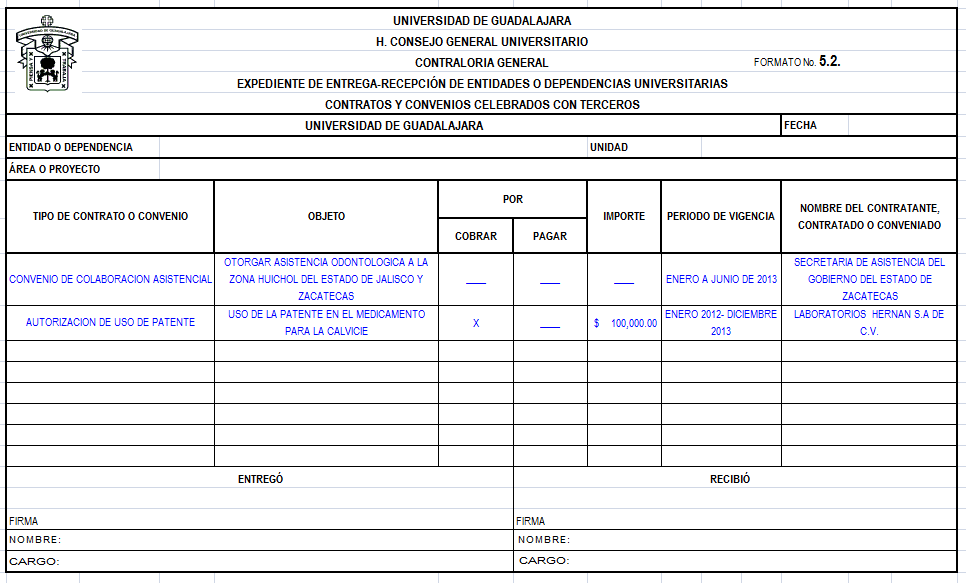 UNIVERSIDAD DE GUADALAJARA
H. CONSEJO GENERAL UNIVERSITARIO
CONTRALORIA GENERAL
FORMATO No. 5.2.
EXPEDIENTE DE ENTREGA-RECEPCIÓN DE ENTIDADES O DEPENDENCIAS UNIVERSITARIAS
CONTRATOS Y CONVENIOS CELEBRADOS CON TERCEROS
UNIVERSIDAD DE GUADALAJARA
FECHA
ENTIDAD O DEPENDENCIA
UNIDAD
ÁREA O PROYECTO
TIPO DE CONTRATO O CONVENIO
OBJETO
POR
COBRAR
PAGAR
IMPORTE
PERIODO DE VIGENCIA
NOMBRE DEL CONTRATANTE,
CONTRATADO O CONVENIADO
CONVENIO DE COLABORACION ASISTENCIAL
OTORGAR ASISTENCIA ODONTOLOGICA A LA
ZONA HUICHOL DEL ESTADO DE JALISCO Y
ZACATECAS
___
___
___
ENERO A JUNIO DE 2013
SECRETARIA DE ASISTENCIA DEL
GOBIERNO DEL ESTADO DE
ZACATECAS
AUTORIZACION DE USO DE PATENTE
USO DE LA PATENTE EN EL MEDICAMENTO
PARA LA CALVICIE
X
___
$ 100,000.00
ENERO 2012- DICIEMBRE
2013
LABORATORIOS HERNAN S.A DE
C.V.
ENTREGÓ
RECIBIÓ
FIRMA
FIRMA
NOMBRE:
NOMBRE:
CARGO:
CARGO: